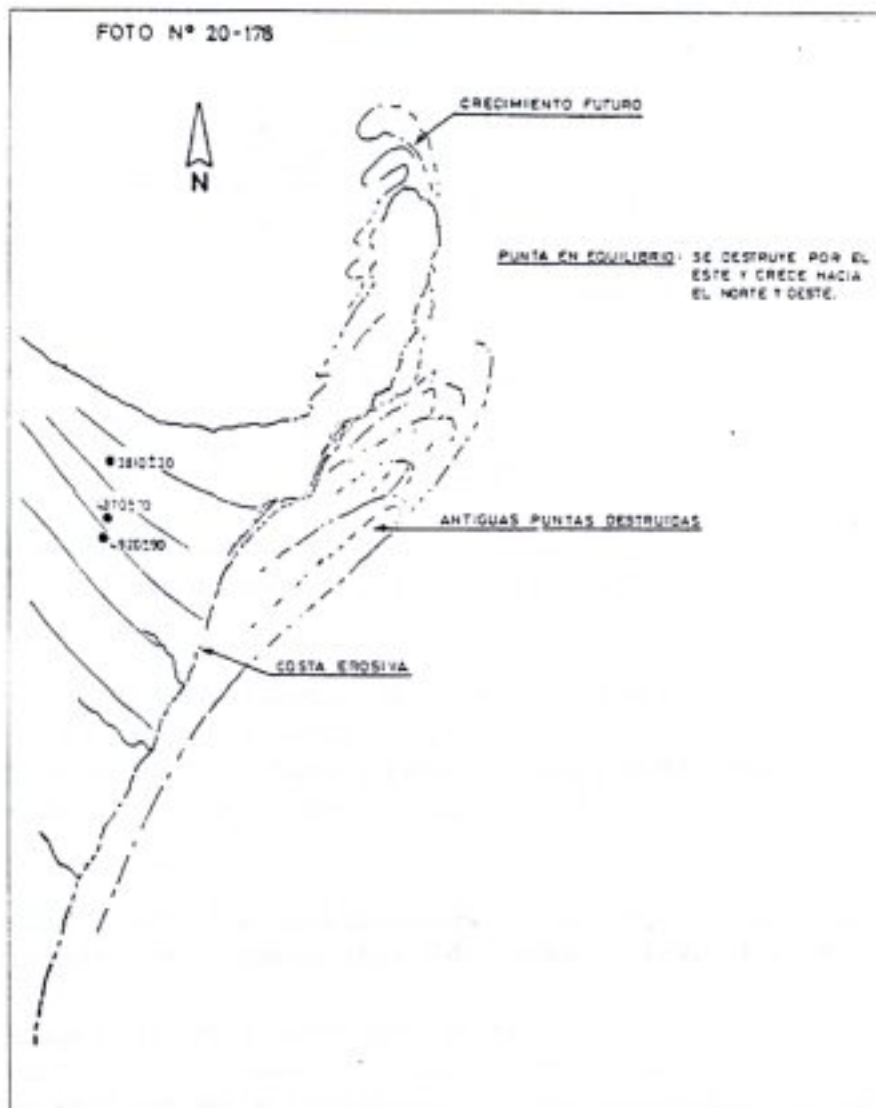 FOTO Nº 20-178
CRECIMIENTO FUTURO
N
PUNTA EN EQUILIBRIO: SE DESTRUYE POR EL
ESTE Y CRECE HACIA
EL NORTE Y OESTE.
ANTIGUAS PUNTAS DESTRUIDAS
COSTA EROSIVA